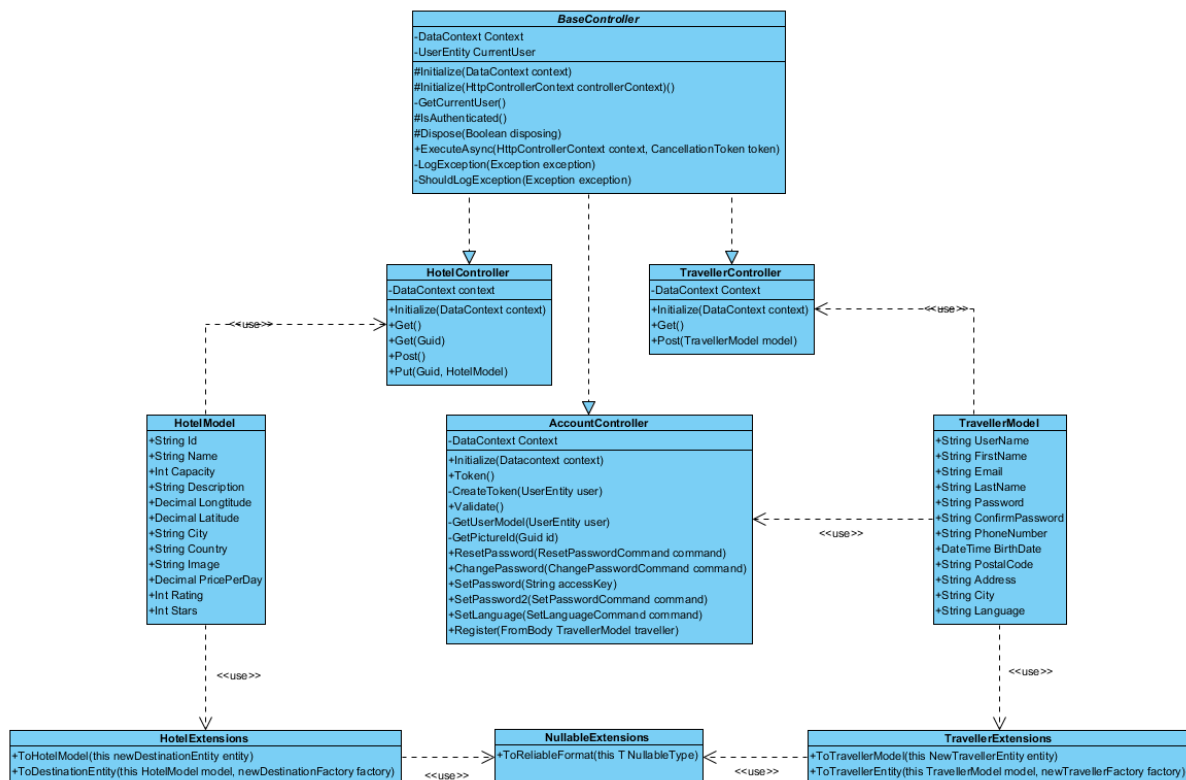 BaseController
-DataContext Context
-UserEntity CurrentUser
#Initialize(DataContext context)
#Initialize(HttpControllerContext controllerContext)()
-GetCurrentUser()
#IsAuthenticated()
#Dispose(Boolean disposing)
+ExecuteAsync(HttpControllerContext context, CancellationToken token)
-LogException(Exception exception)
-ShouldLogException(Exception exception)
HotelController
-DataContext context
+Initialize(DataContext context)
+Get()
+Get(Guid)
+Post()
+Put(Guid, HotelModel)
TravellerController
-DataContext Context
+Initialize(DataContext context)
+Get()
+Post(TravellerModel model)
<<use>>
<<use>>
HotelModel
+String Id
+String Name
+Int Capacity
+String Description
+Decimal Longtitude
+Decimal Latitude
+String City
+String Country
+String Image
+Decimal PricePerDay
+Int Rating
+Int Stars
AccountController
-DataContext Context
+Initialize(Datacontext context)
+Token()
-CreateToken(UserEntity user)
+Validate()
-GetUserModel(UserEntity user)
-GetPictureId(Guid id)
+ResetPassword(ResetPasswordCommand command)
+ChangePassword(ChangePasswordCommand command)
+SetPassword(String accessKey)
+SetPassword2(SetPasswordCommand command)
+SetLanguage(SetLanguageCommand command)
+Register(FromBody TravellerModel traveller)
<<use>>
TravellerModel
+String UserName
+String FirstName
+String Email
+String LastName
+String Password
+String ConfirmPassword
+String PhoneNumber
+DateTime BirthDate
+String PostalCode
+String Address
+String City
+String Language
<<use>>
<<use>>
HotelExtensions
+ToHotelModel(this newDestinationEntity entity)
+ToDestinationEntity(this HotelModel model, newDestinationFactory factory)
<<use>>
NullableExtensions
+ToReliableFormat(this T NullableType)
<<use>>
TravellerExtensions
+ToTravellerModel(this NewTravellerEntity entity)
+ToTravellerEntity(this TravellerModel model, newTravellerFactory factory)